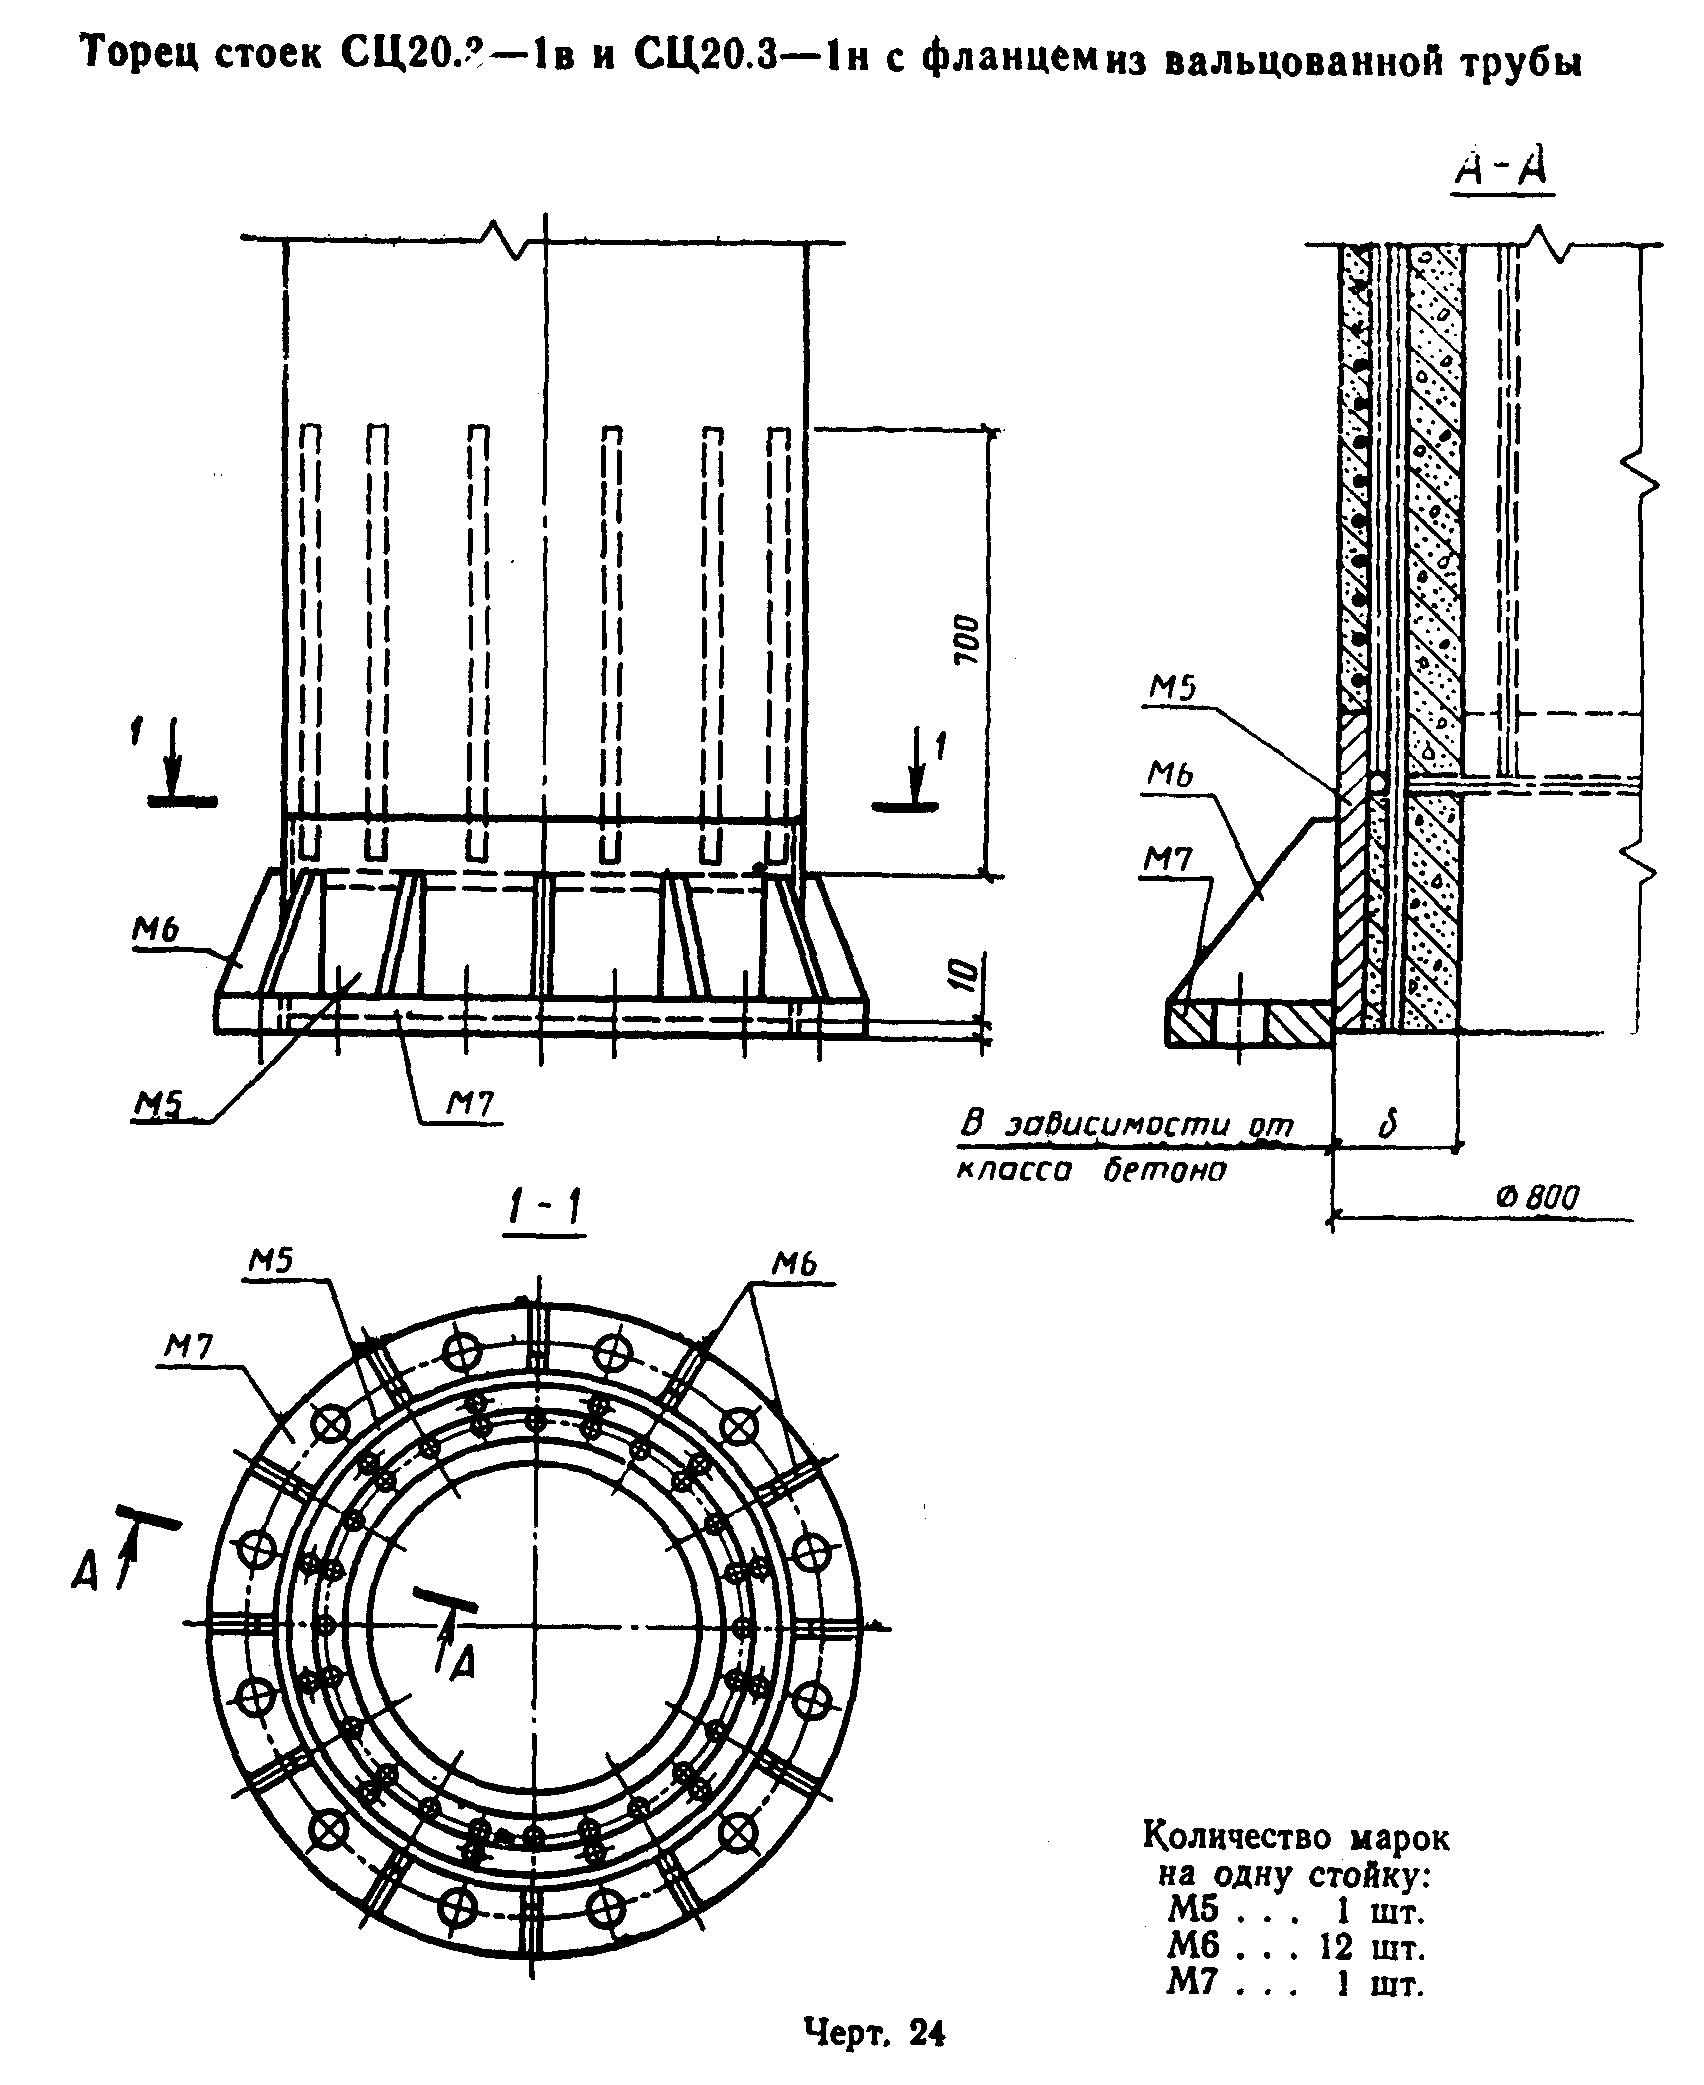 Торец стоек СЦ20.2—1в и СЦ20.3—1н с фланцем из вальцованной трубы
А-А
700
1
1
М5
М6
М7
М6
10
М5
М7
В зависимости от
δ
класса бетона
Ф 800
1-1
М5
М6
М7
А
А
Количество марок
на одну стойку:
М5 . . . 1 шт.
М6 . . . 12 шт.
М7 . . . 1 шт.
Черт. 24